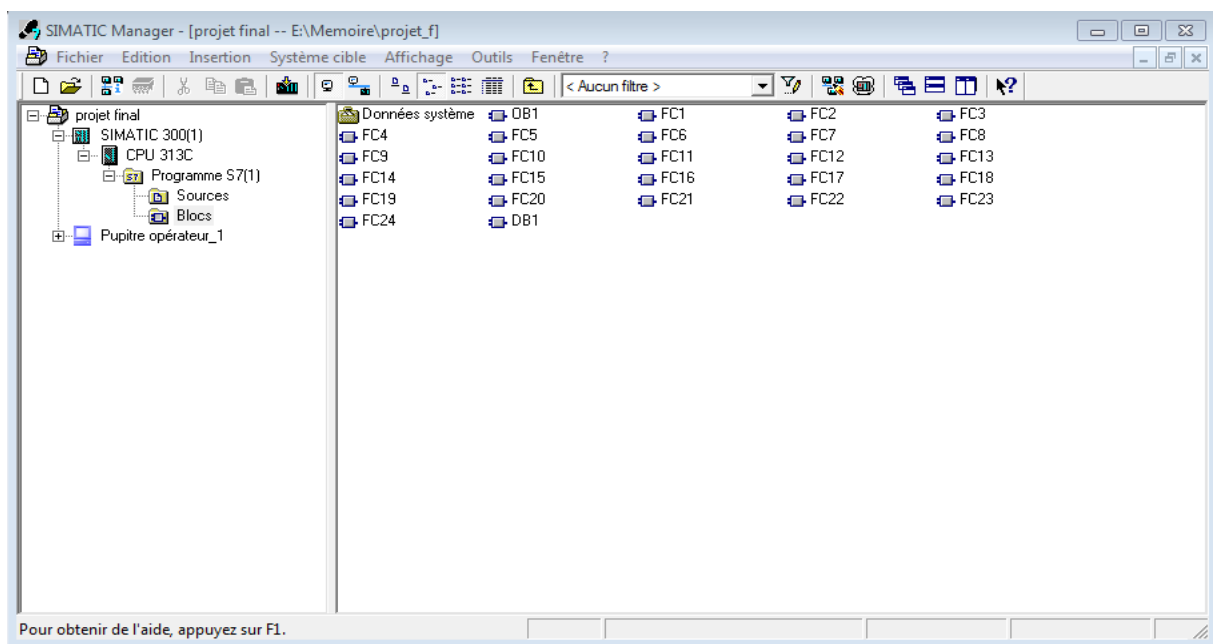 SIMATIC Manager - [projet final -- E:\Memoire\projet_f]
Fichier Edition Insertion Système cible Affichage Outils Fenêtre ?
< Aucun filtre >
projet final
SIMATIC 300(1)
CPU 313C
S7 Programme S7(1)
Sources
Blocs
Pupitre opérateur_1
Données système OB1 FC1 FC2 FC3
FC4 FC5 FC6 FC7 FC8
FC9 FC10 FC11 FC12 FC13
FC14 FC15 FC16 FC17 FC18
FC19 FC20 FC21 FC22 FC23
FC24 DB1
Pour obtenir de l'aide, appuyez sur F1.